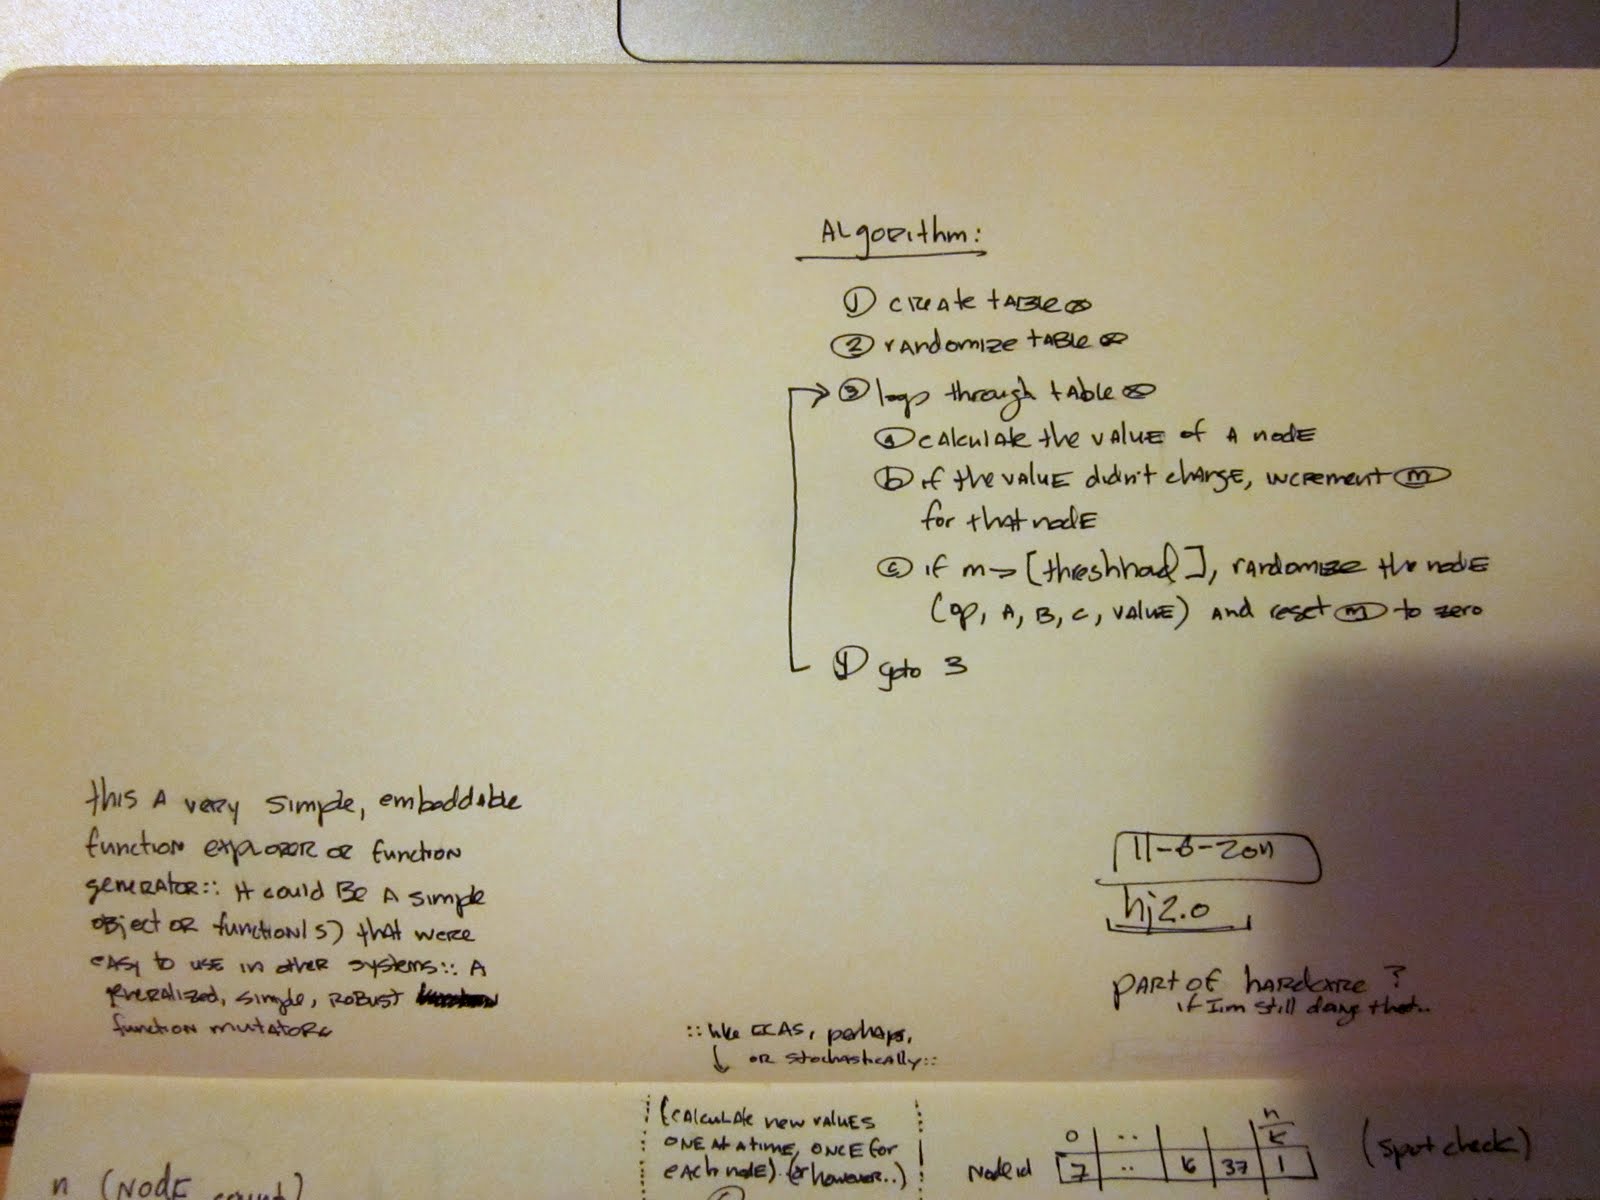 ALgorithm:
① create table
② randomize table
③ loop through table
ⓐ calculate the value of a node
ⓑ if the value didn't change, increment ⓜ
for that node
ⓒ if m => [threshhold], randomize the node
(op, A, B, C, value) and reset ⓜ to zero
④ goto 3
this a very simple, embeddable
function explorer or function
generator:: it could be a simple
object or function(s) that were
easy to use in other systems:: a
generalized, simple, robust
function mutator
11-6-2011
hj2.0
part of hardcore?
if I'm still doing that..
:: like ECAS, perhaps,
or stochastically::
(calculate new values
one at a time, once for
each node). (or however..)
n
0 .. k
node id 7 .. 16 37 1
(spot check)
n (node count)